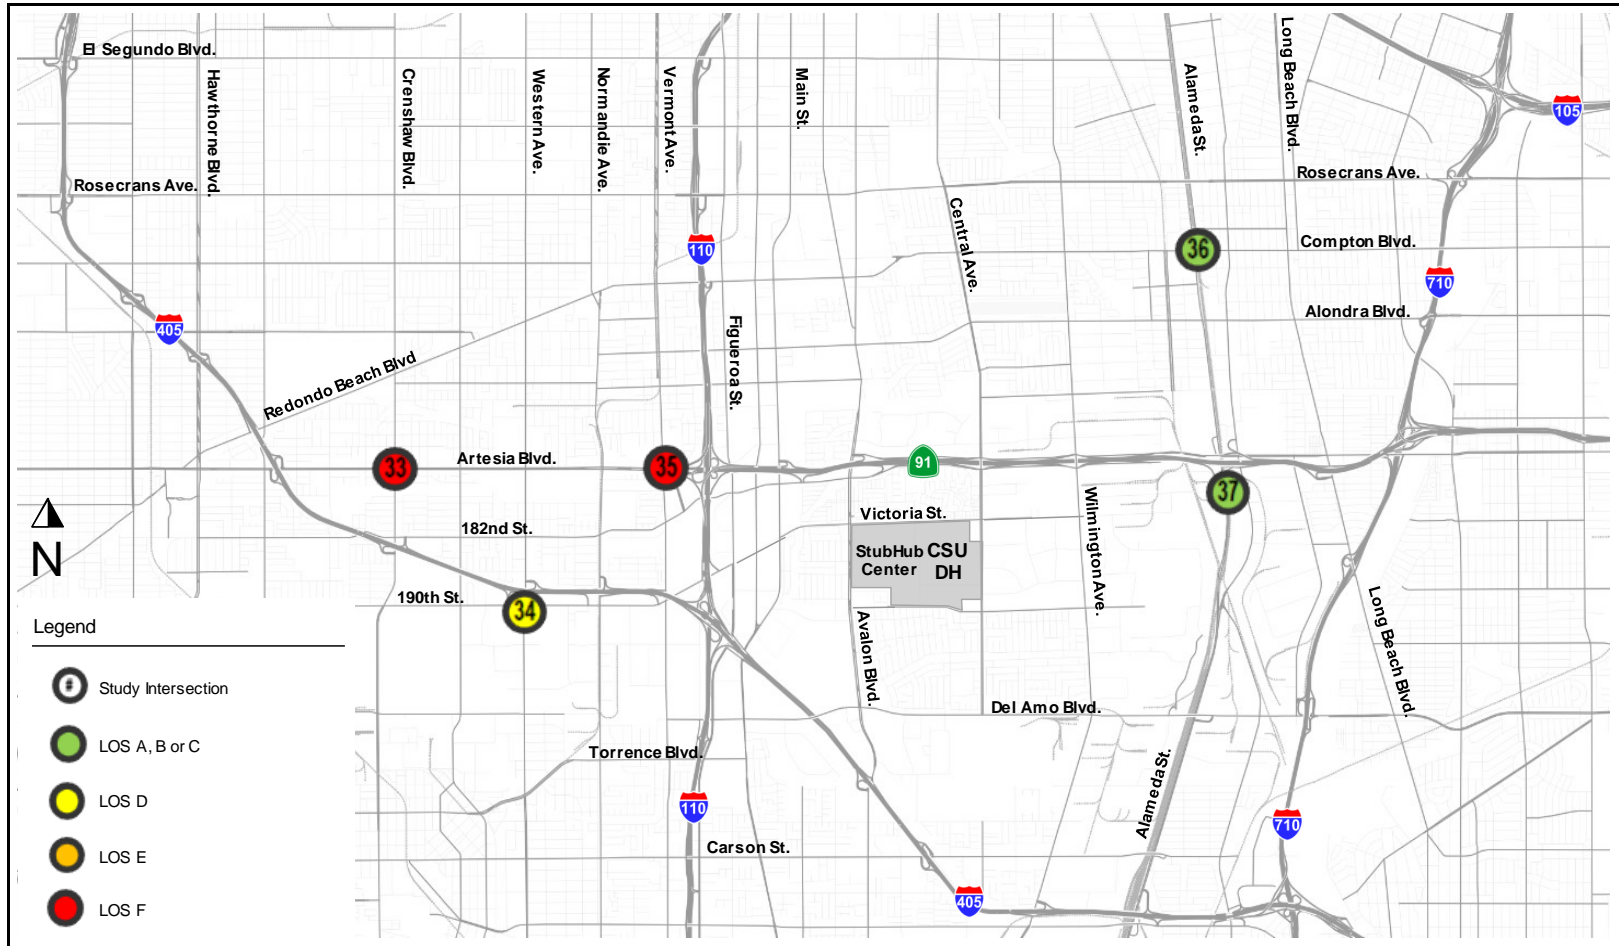 El Segundo Blvd.
Hawthorne Blvd.
Crenshaw Blvd.
Western Ave.
Normandie Ave.
Vermont Ave.
Main St.
Alameda St.
Long Beach Blvd.
105
Rosecrans Ave.
Rosecrans Ave.
Central Ave.
110
36
Compton Blvd.
710
Alondra Blvd.
405
Figueroa St.
Redondo Beach Blvd
33
Artesia Blvd.
35
91
37
Wilmington Ave.
Victoria St.
182nd St.
StubHub
Center
CSU
DH
N
190th St.
34
Avalon Blvd.
Long Beach Blvd.
Del Amo Blvd.
Torrence Blvd.
Alameda St.
110
710
Carson St.
405
Legend
#
Study Intersection
LOS A, B or C
LOS D
LOS E
LOS F